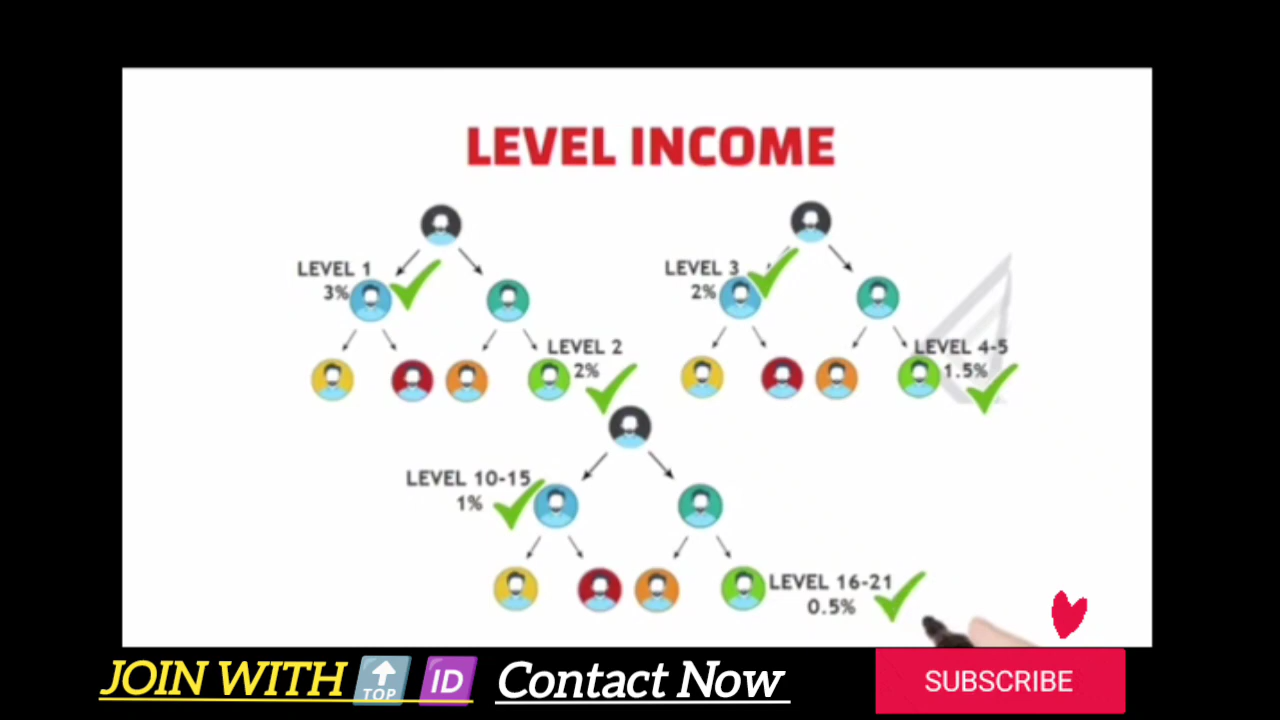 LEVEL INCOME
LEVEL 1
3%
LEVEL 2
2%
LEVEL 3
2%
LEVEL 4-5
1.5%
LEVEL 10-15
1%
LEVEL 16-21
0.5%
JOIN WITH TOP ID Contact Now
SUBSCRIBE